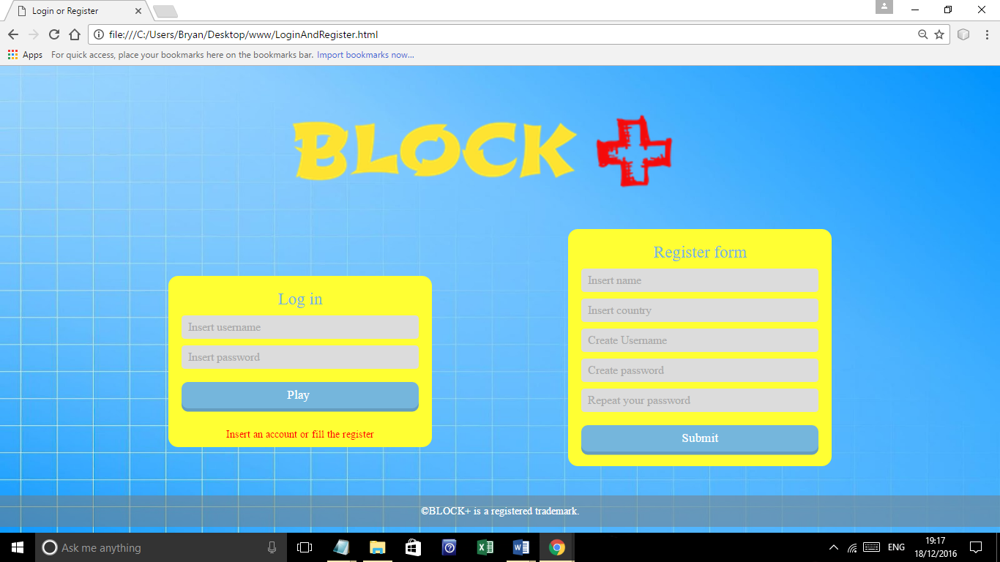 Login or Register
file:///C:/Users/Bryan/Desktop/www/LoginAndRegister.html
Apps For quick access, place your bookmarks here on the bookmarks bar. Import bookmarks now...
BLOCK +
Register form
Insert name
Insert country
Create Username
Create password
Repeat your password
Submit
Log in
Insert username
Insert password
Play
Insert an account or fill the register
©BLOCK+ is a registered trademark.
Ask me anything
ENG
19:17
18/12/2016